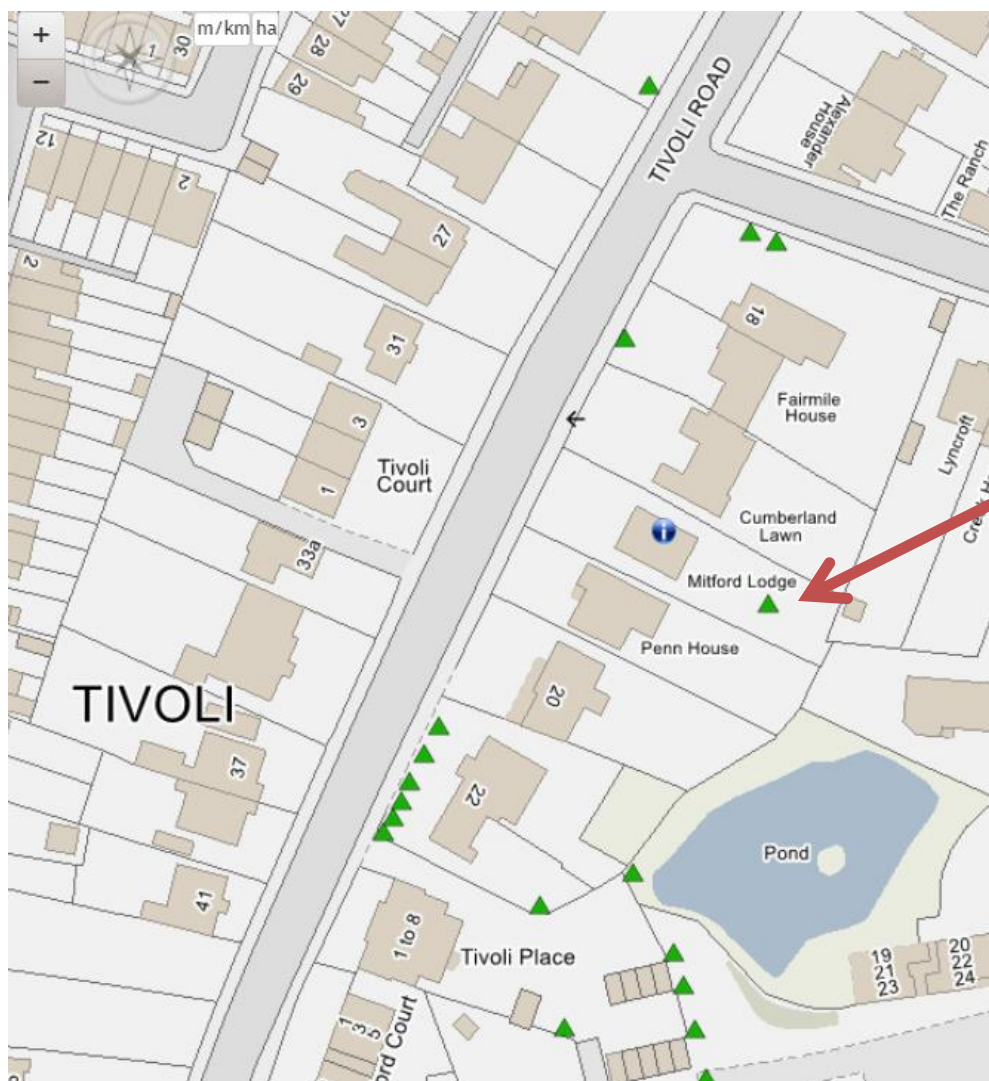 +
−
m/km ha
1
30
27
28
29
12
2
TIVOLI ROAD
Alexander
House
The Ranch
2
27
31
18
Fairmile
House
3
1
Tivoli
Court
Lyncroft
33a
Cumberland
Lawn
i
Mitford Lodge
Penn House
20
TIVOLI
37
22
Pond
41
1 to 8
Tivoli Place
19
21
23
20
22
24
1
3
5